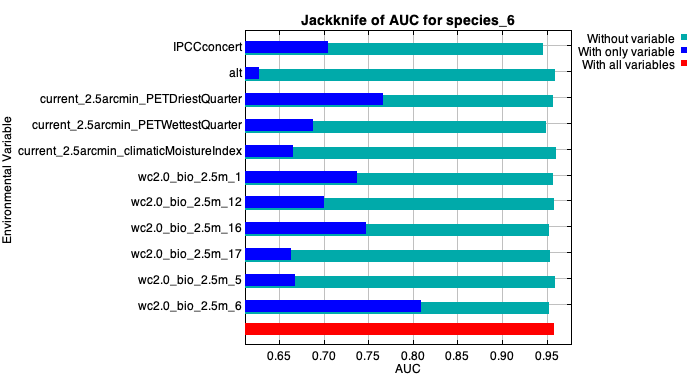 Jackknife of AUC for species_6
Without variable
With only variable
With all variables
Environmental Variable
IPCCconcert
alt
current_2.5arcmin_PETDriestQuarter
current_2.5arcmin_PETWettestQuarter
current_2.5arcmin_climaticMoistureIndex
wc2.0_bio_2.5m_1
wc2.0_bio_2.5m_12
wc2.0_bio_2.5m_16
wc2.0_bio_2.5m_17
wc2.0_bio_2.5m_5
wc2.0_bio_2.5m_6
0.65 0.70 0.75 0.80 0.85 0.90 0.95
AUC